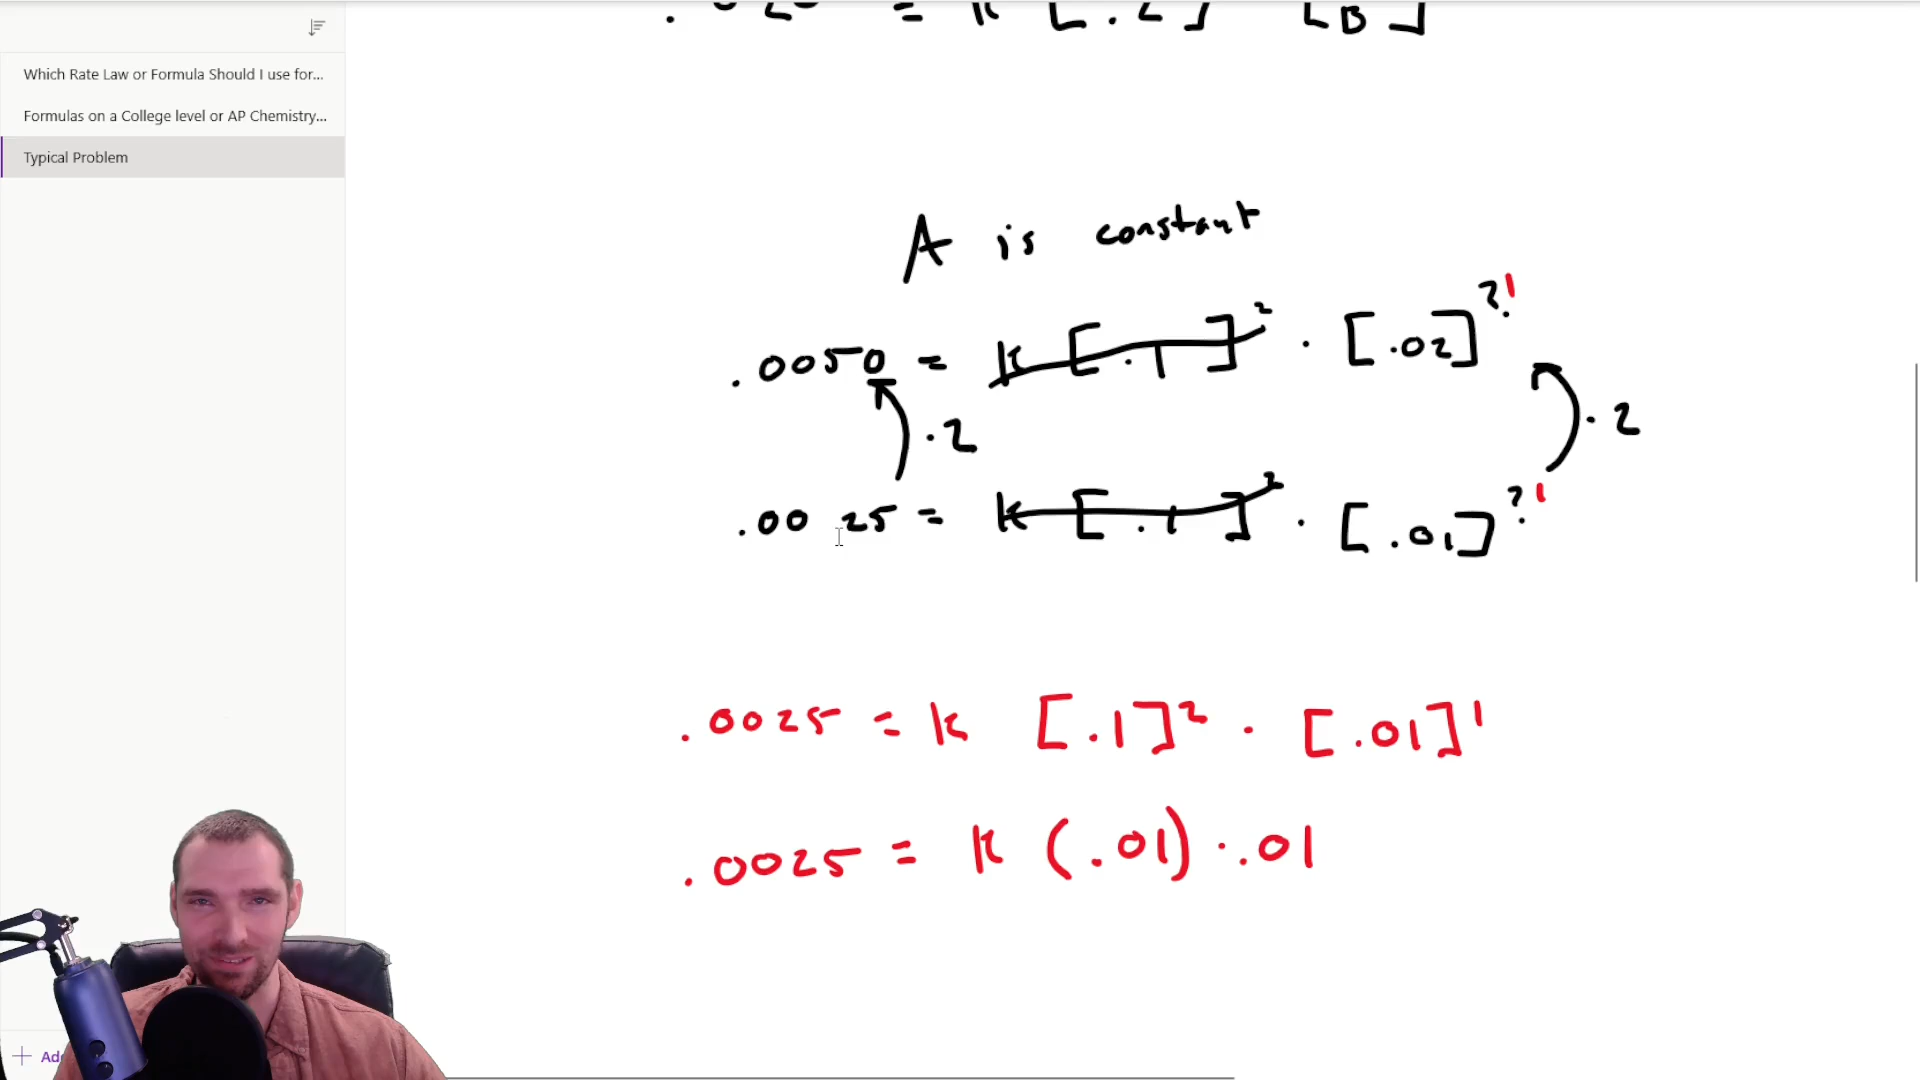 Which Rate Law or Formula Should I use for...
Formulas on a College level or AP Chemistry...
Typical Problem
A is constant
.0050 = k [.1]² · [.02]?¹
·2 ·2
.0025 = k [.1]² · [.01]?¹
.0025 = k [.1]² · [.01]¹
.0025 = k (.01) · .01